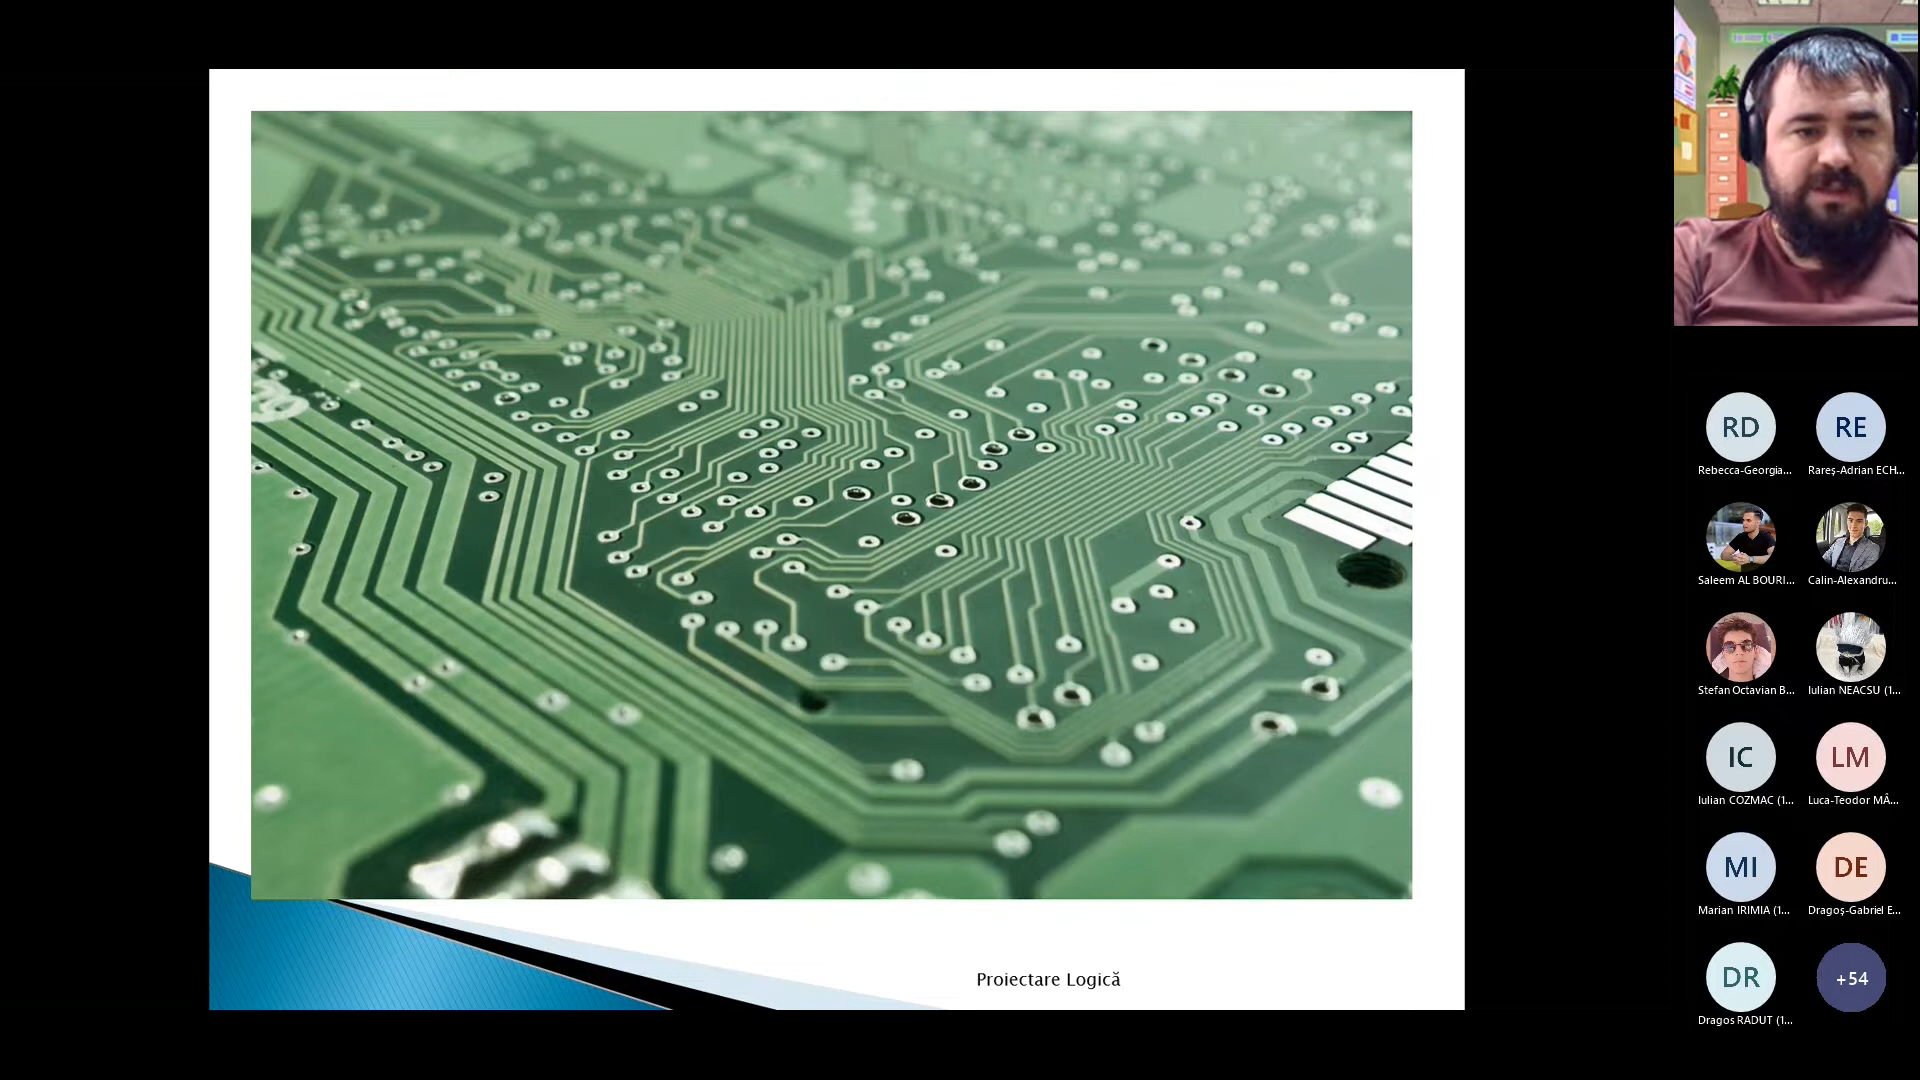 Proiectare Logică
RD
RE
Rebecca-Georgia...
Rareș-Adrian ECH...
Saleem AL BOURI...
Calin-Alexandru...
Stefan Octavian B...
Iulian NEACSU (1...
IC
LM
Iulian COZMAC (1...
Luca-Teodor MÂ...
MI
DE
Marian IRIMIA (1...
Dragoș-Gabriel E...
DR
+54
Dragos RADUT (1...